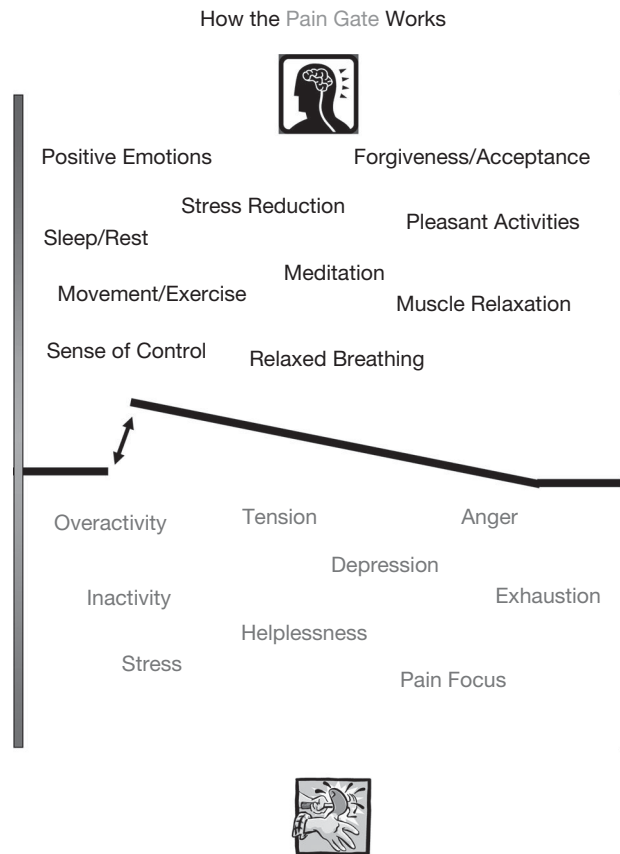 How the Pain Gate Works
Positive Emotions
Forgiveness/Acceptance
Stress Reduction
Pleasant Activities
Sleep/Rest
Meditation
Movement/Exercise
Muscle Relaxation
Sense of Control
Relaxed Breathing
Overactivity
Tension
Anger
Depression
Inactivity
Exhaustion
Helplessness
Stress
Pain Focus